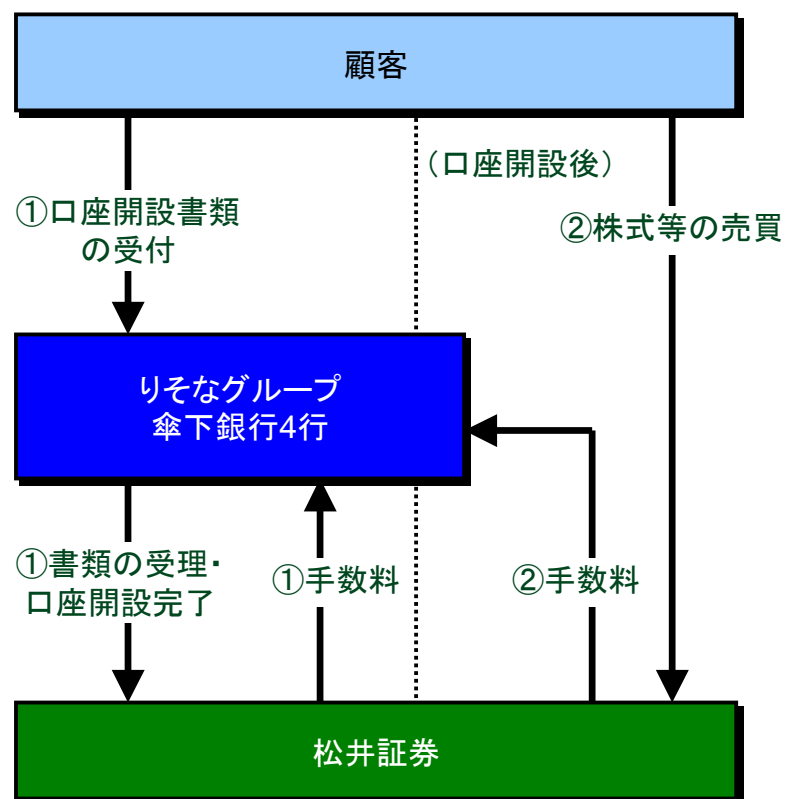 顧客
(口座開設後)
①口座開設書類
の受付
②株式等の売買
りそなグループ
傘下銀行4行
①書類の受理・
口座開設完了
①手数料
②手数料
松井証券